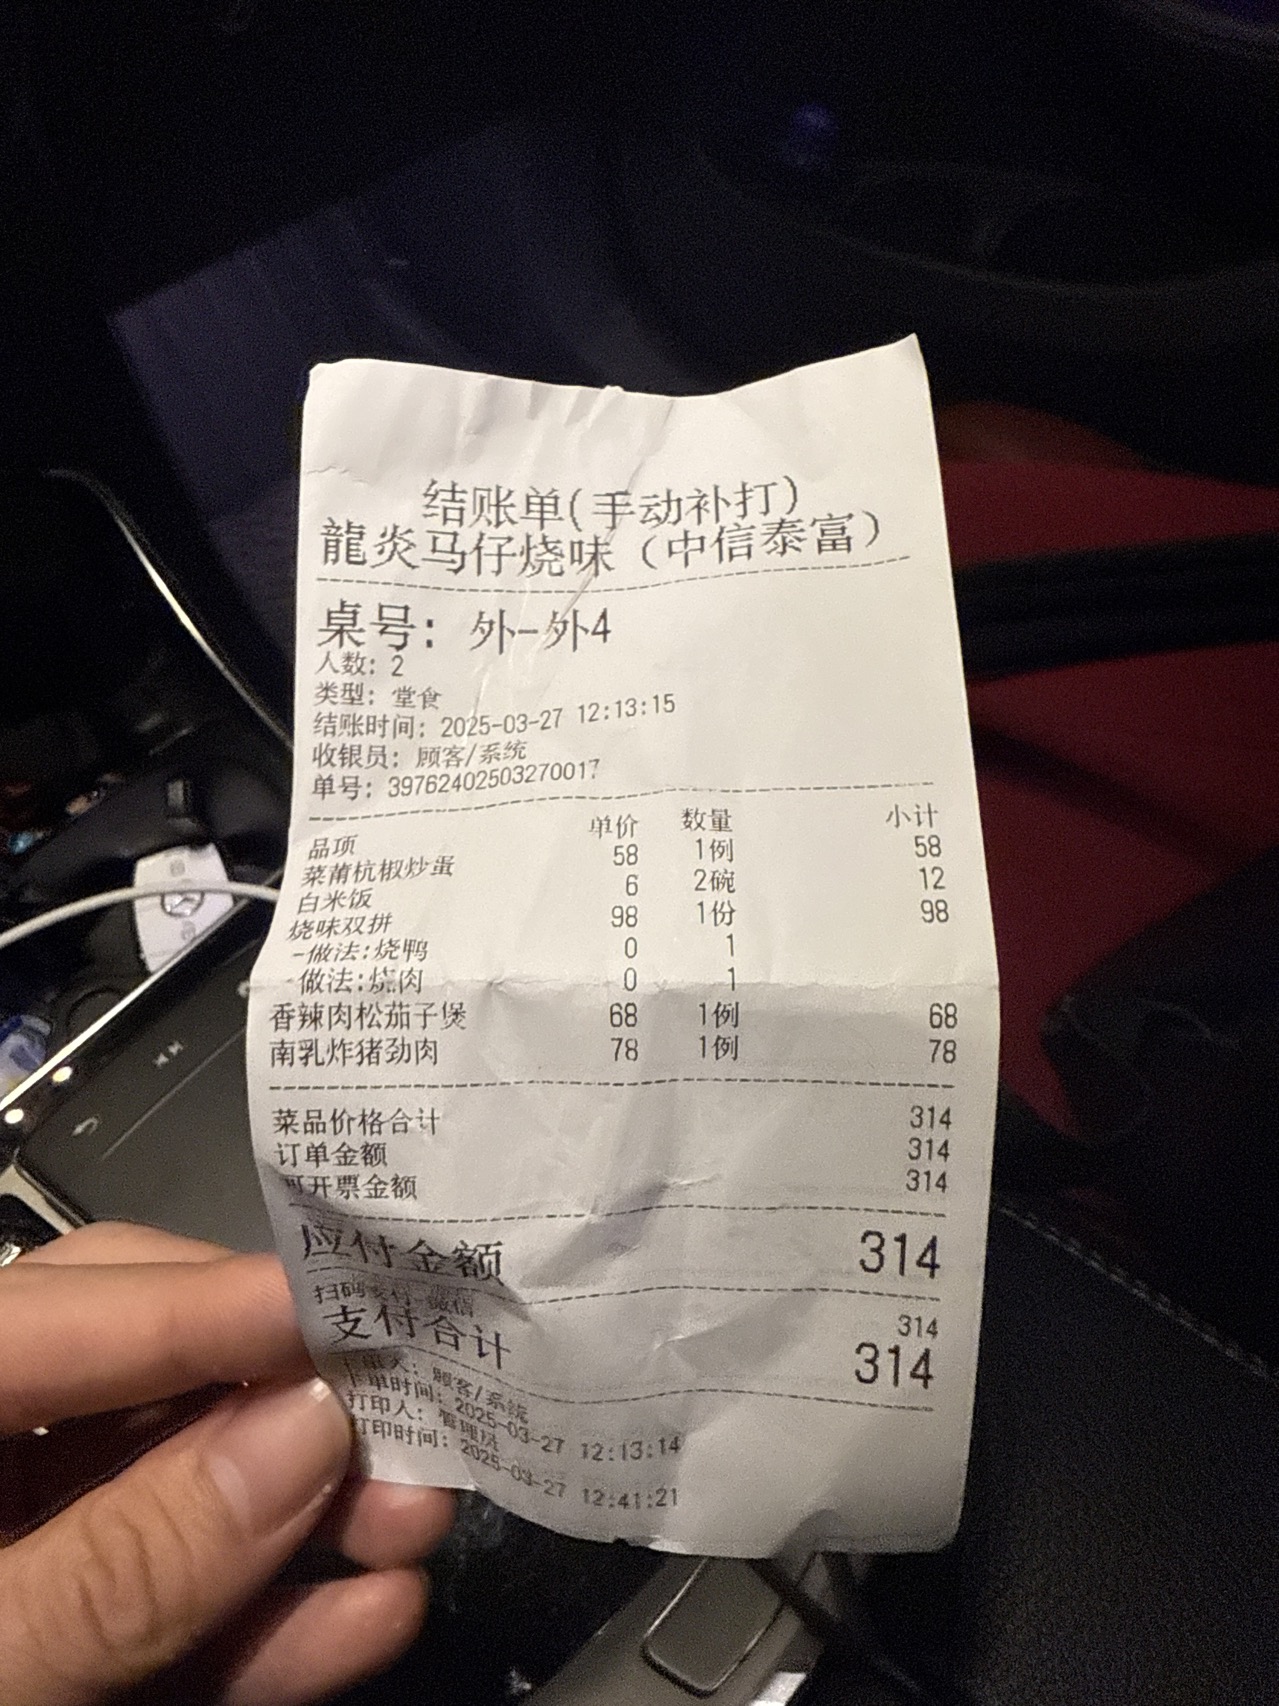 结账单(手动补打)
龍炎马仔烧味（中信泰富）
桌号: 外-外4
人数: 2
类型: 堂食
结账时间: 2025-03-27 12:13:15
收银员: 顾客/系统
单号: 39762402503270017
品项 单价 数量 小计
菜莆杭椒炒蛋 58 1例 58
白米饭 6 2碗 12
烧味双拼 98 1份 98
-做法:烧鸭 0 1
-做法:烧肉 0 1
香辣肉松茄子煲 68 1例 68
南乳炸猪劲肉 78 1例 78
菜品价格合计 314
订单金额 314
可开票金额 314
应付金额 314
扫码支付-微信 314
支付合计 314
顾客/系统
下单时间: 2025-03-27 12:13:14
打印人: 管理员
打印时间: 2025-03-27 12:41:21